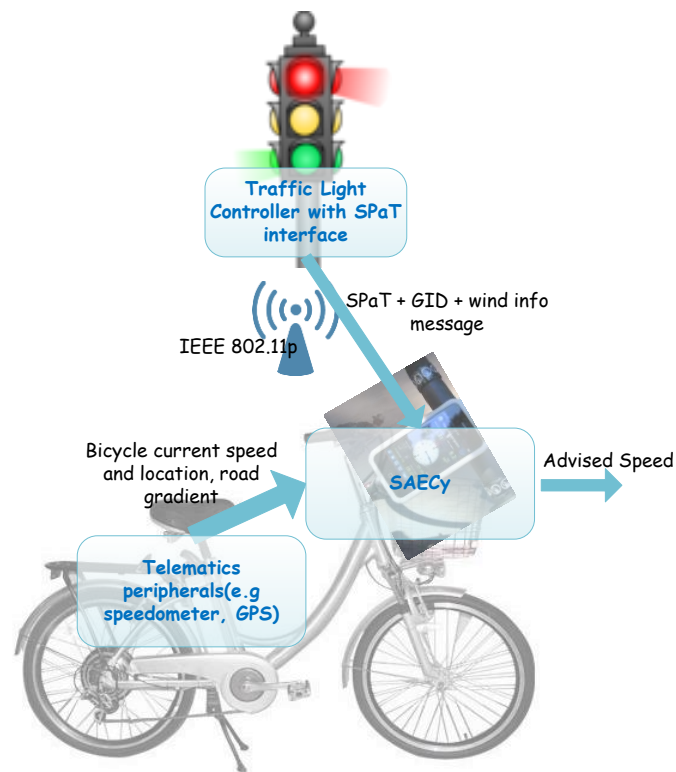 Traffic Light
Controller with SPaT
interface
SPaT + GID + wind info
message
IEEE 802.11p
Bicycle current speed
and location, road
gradient
SAECy
Advised Speed
Telematics
peripherals(e.g
speedometer, GPS)